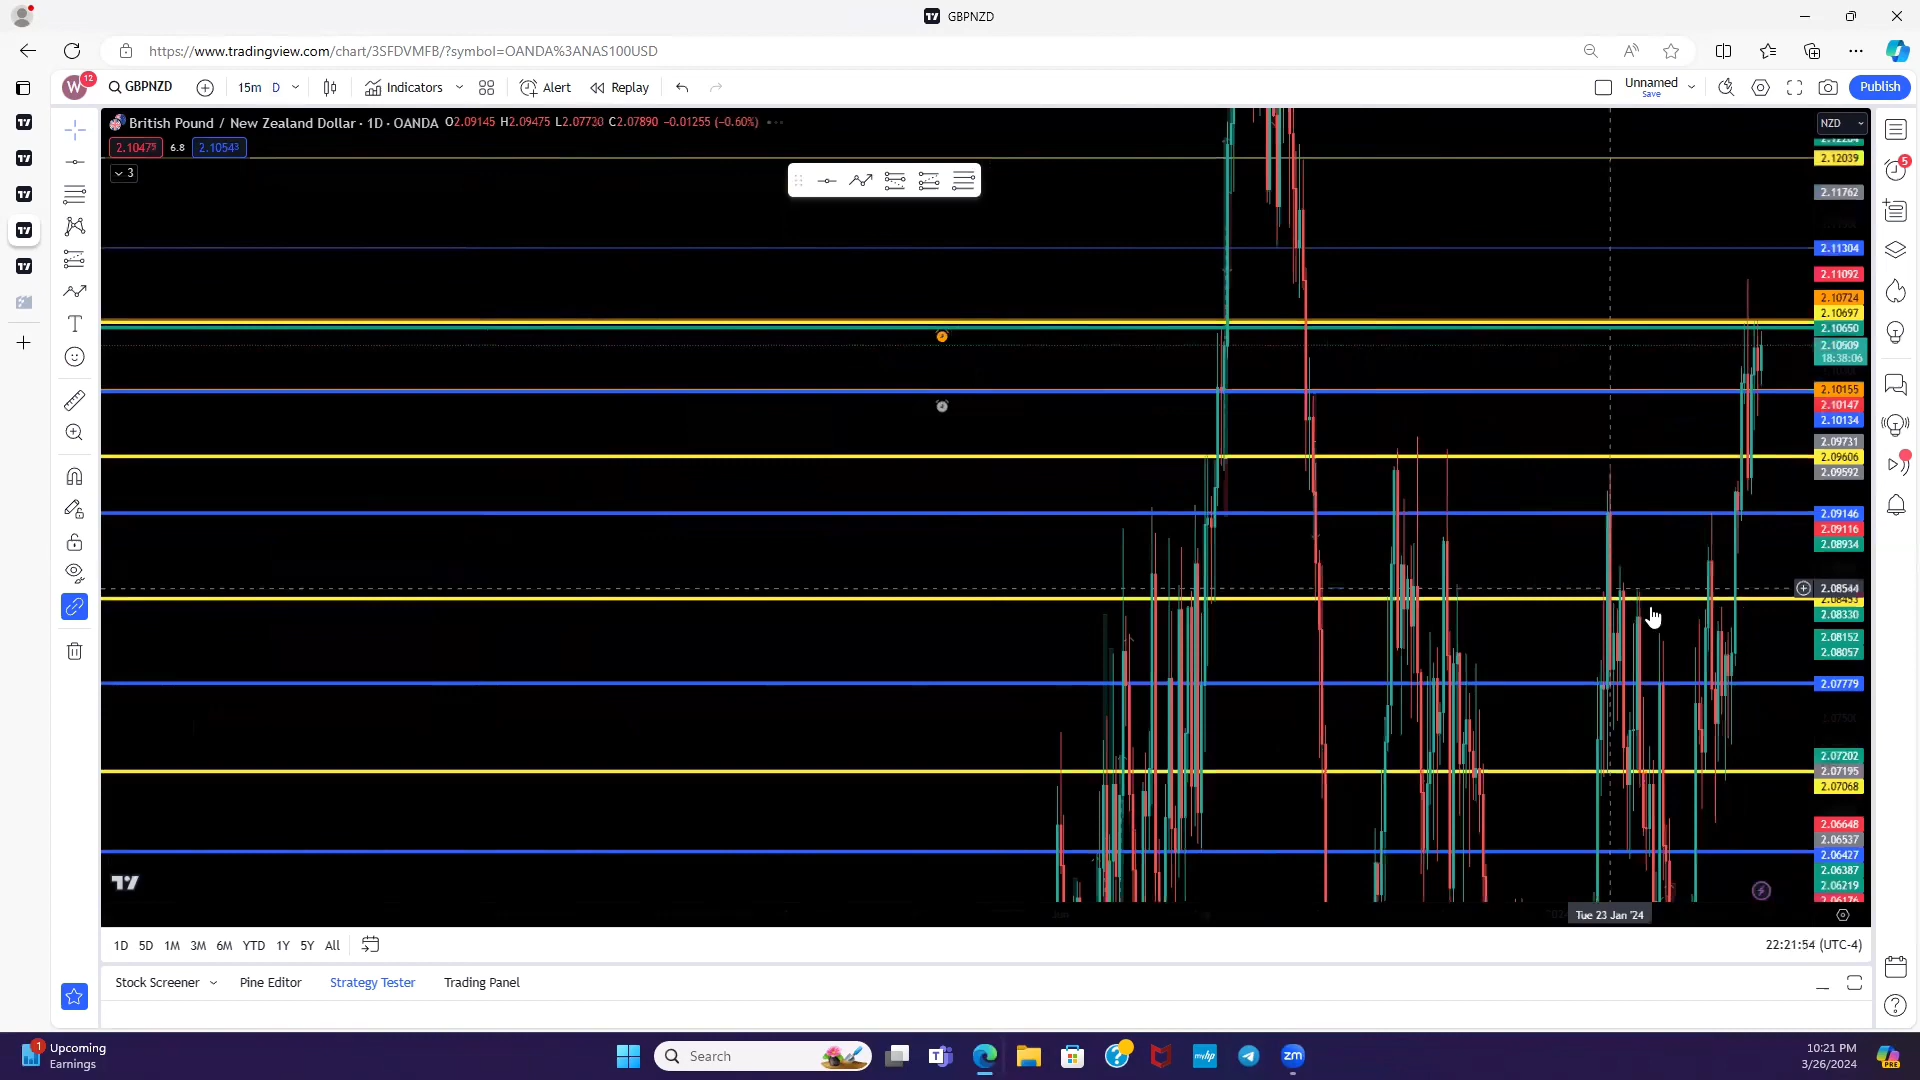 GBPNZD
https://www.tradingview.com/chart/3SFDVMFB/?symbol=OANDA%3ANAS100USD
W 12 GBPNZD 15m D Indicators Alert Replay Unnamed Save Publish
British Pound / New Zealand Dollar · 1D · OANDA O2.09145 H2.09475 L2.07730 C2.07890 −0.01255 (−0.60%)
NZD
2.10475 6.8 2.10543
3
2.12039
2.11762
2.11304
2.11092
2.10724
2.10697
2.10650
2.10509
18:38:06
2.10155
2.10147
2.10134
2.09731
2.09606
2.09592
2.09146
2.09116
2.08934
2.08544
2.08330
2.08152
2.08057
2.07779
2.07202
2.07195
2.07068
2.06648
2.06537
2.06427
2.06387
2.06219
Tue 23 Jan '24
1D 5D 1M 3M 6M YTD 1Y 5Y All 22:21:54 (UTC-4)
Stock Screener Pine Editor Strategy Tester Trading Panel
5
1
Upcoming
Earnings
Search
myhp
zm
PRE
10:21 PM
3/26/2024